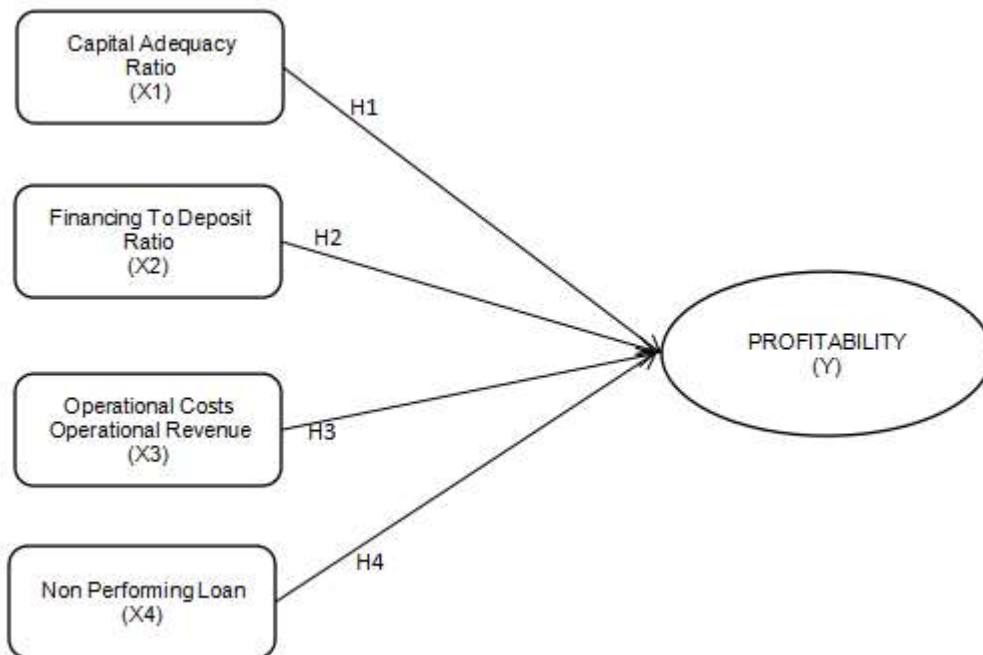 Capital Adequacy
Ratio
(X1)
H1
Financing To Deposit
Ratio
(X2)
H2
PROFITABILITY
(Y)
Operational Costs
Operational Revenue
(X3)
H3
Non Performing Loan
(X4)
H4